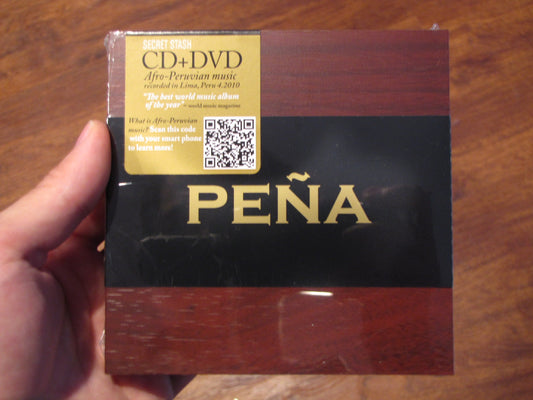 SECRET STASH
CD+DVD
Afro-Peruvian music
recorded in Lima, Peru 4.2010
"The best world music album
of the year" - world music magazine
What is Afro-Peruvian
music? Scan this code
with your smart phone
to learn more!
PEÑA